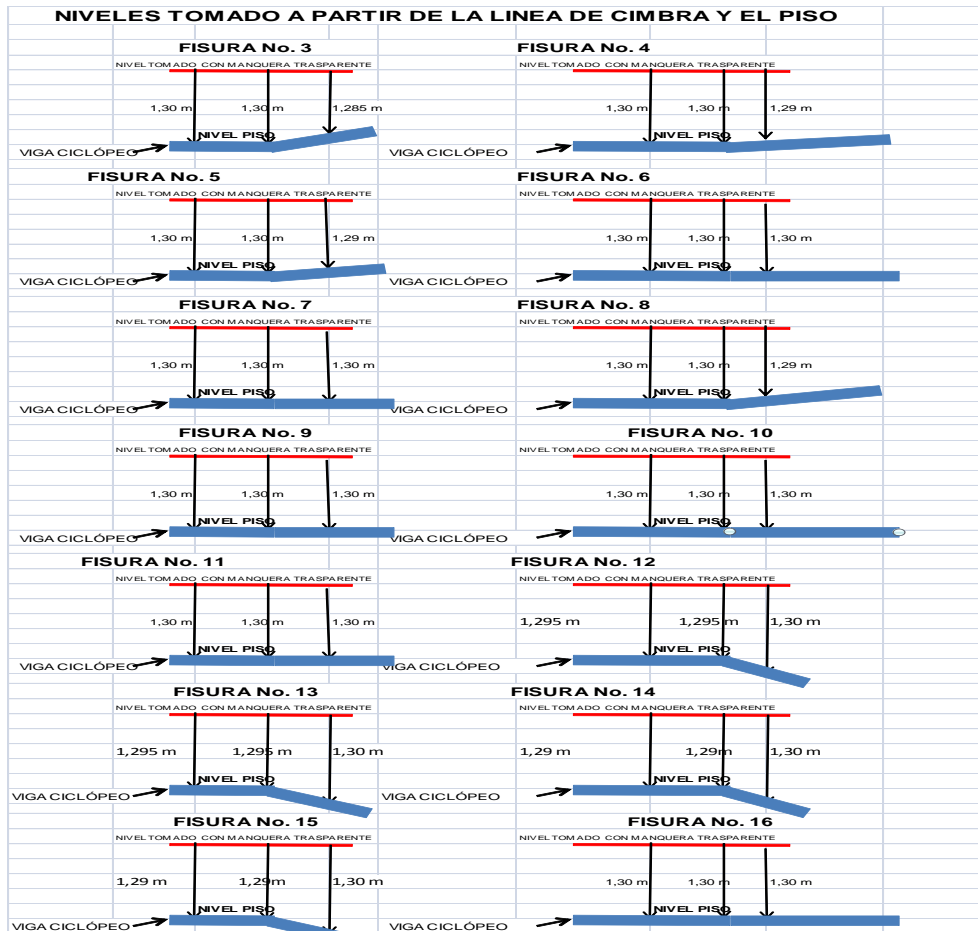 NIVELES TOMADO A PARTIR DE LA LINEA DE CIMBRA Y EL PISO
FISURA No. 3
NIVEL TOMADO CON MANQUERA TRASPARENTE
1,30 m 1,30 m 1,285 m
NIVEL PISO
VIGA CICLÓPEO
FISURA No. 4
NIVEL TOMADO CON MANQUERA TRASPARENTE
1,30 m 1,30 m 1,29 m
NIVEL PISO
VIGA CICLÓPEO
FISURA No. 5
NIVEL TOMADO CON MANQUERA TRASPARENTE
1,30 m 1,30 m 1,29 m
NIVEL PISO
VIGA CICLÓPEO
FISURA No. 6
NIVEL TOMADO CON MANQUERA TRASPARENTE
1,30 m 1,30 m 1,30 m
NIVEL PISO
VIGA CICLÓPEO
FISURA No. 7
NIVEL TOMADO CON MANQUERA TRASPARENTE
1,30 m 1,30 m 1,30 m
NIVEL PISO
VIGA CICLÓPEO
FISURA No. 8
NIVEL TOMADO CON MANQUERA TRASPARENTE
1,30 m 1,30 m 1,29 m
NIVEL PISO
VIGA CICLÓPEO
FISURA No. 9
NIVEL TOMADO CON MANQUERA TRASPARENTE
1,30 m 1,30 m 1,30 m
NIVEL PISO
VIGA CICLÓPEO
FISURA No. 10
NIVEL TOMADO CON MANQUERA TRASPARENTE
1,30 m 1,30 m 1,30 m
NIVEL PISO
VIGA CICLÓPEO
FISURA No. 11
NIVEL TOMADO CON MANQUERA TRASPARENTE
1,30 m 1,30 m 1,30 m
NIVEL PISO
VIGA CICLÓPEO
FISURA No. 12
NIVEL TOMADO CON MANQUERA TRASPARENTE
1,295 m 1,295 m 1,30 m
NIVEL PISO
VIGA CICLÓPEO
FISURA No. 13
NIVEL TOMADO CON MANQUERA TRASPARENTE
1,295 m 1,295 m 1,30 m
NIVEL PISO
VIGA CICLÓPEO
FISURA No. 14
NIVEL TOMADO CON MANQUERA TRASPARENTE
1,29 m 1,29m 1,30 m
NIVEL PISO
VIGA CICLÓPEO
FISURA No. 15
NIVEL TOMADO CON MANQUERA TRASPARENTE
1,29 m 1,29m 1,30 m
NIVEL PISO
VIGA CICLÓPEO
FISURA No. 16
NIVEL TOMADO CON MANQUERA TRASPARENTE
1,30 m 1,30 m 1,30 m
NIVEL PISO
VIGA CICLÓPEO